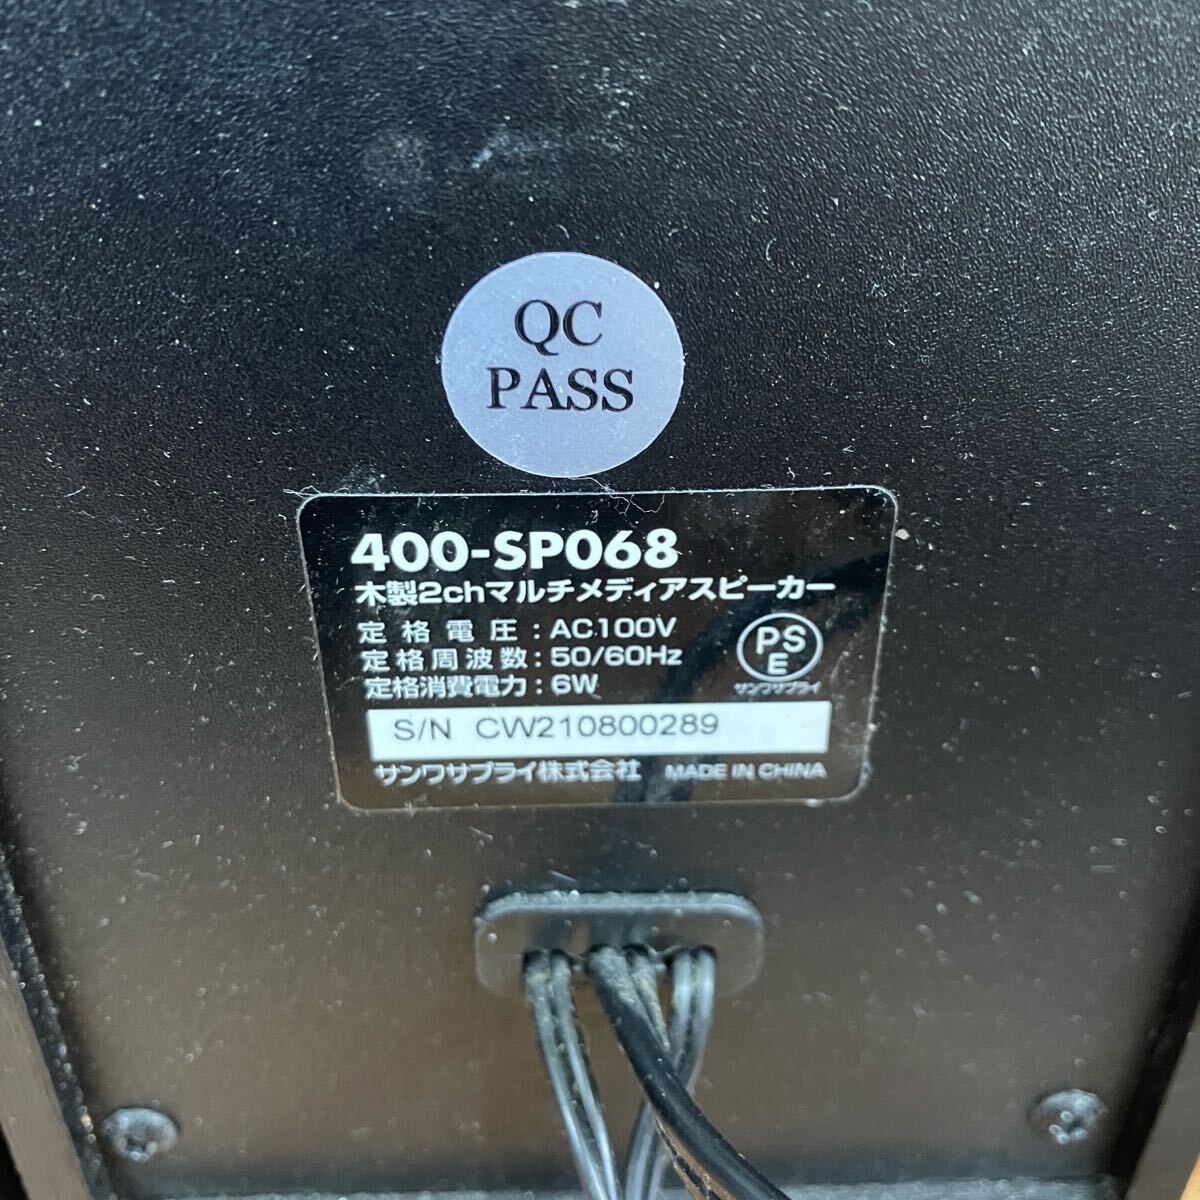 QC
PASS
400-SP068
木製2chマルチメディアスピーカー
定格電圧:AC100V
定格周波数:50/60Hz
定格消費電力:6W
PS
E
サンワサプライ
S/N CW210800289
サンワサプライ株式会社 MADE IN CHINA